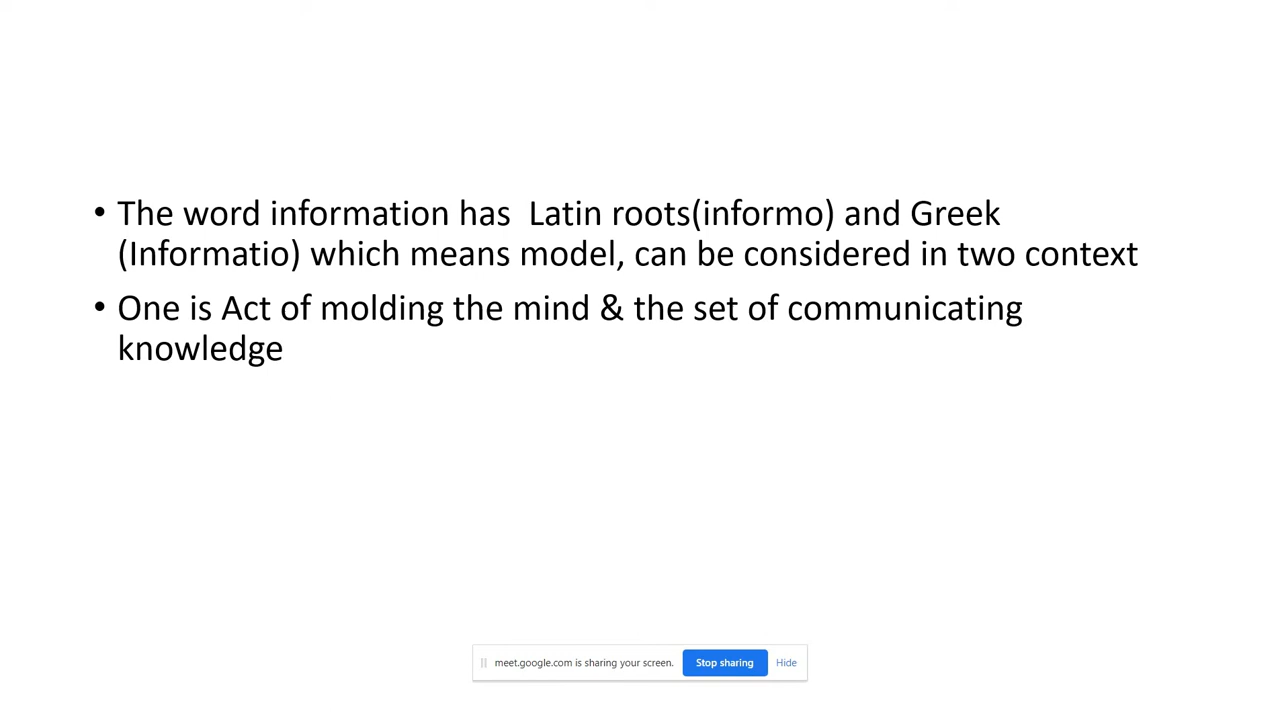 • The word information has  Latin roots(informo) and Greek
(Informatio) which means model, can be considered in two context
• One is Act of molding the mind & the set of communicating
knowledge
meet.google.com is sharing your screen. Stop sharing Hide